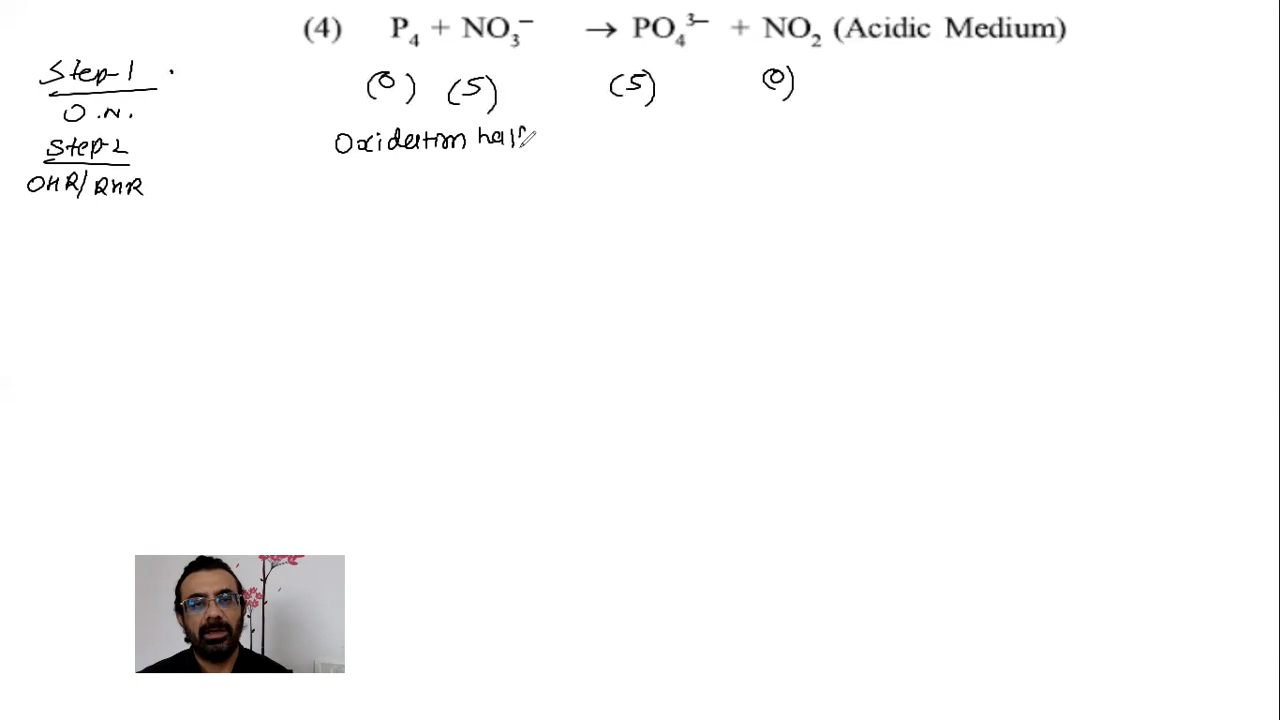 (4) P₄ + NO₃⁻ → PO₄³⁻ + NO₂ (Acidic Medium)
Step-1
(0) (5) (5) (0)
O.N.
Oxidation half
Step-2
OHR/RHR